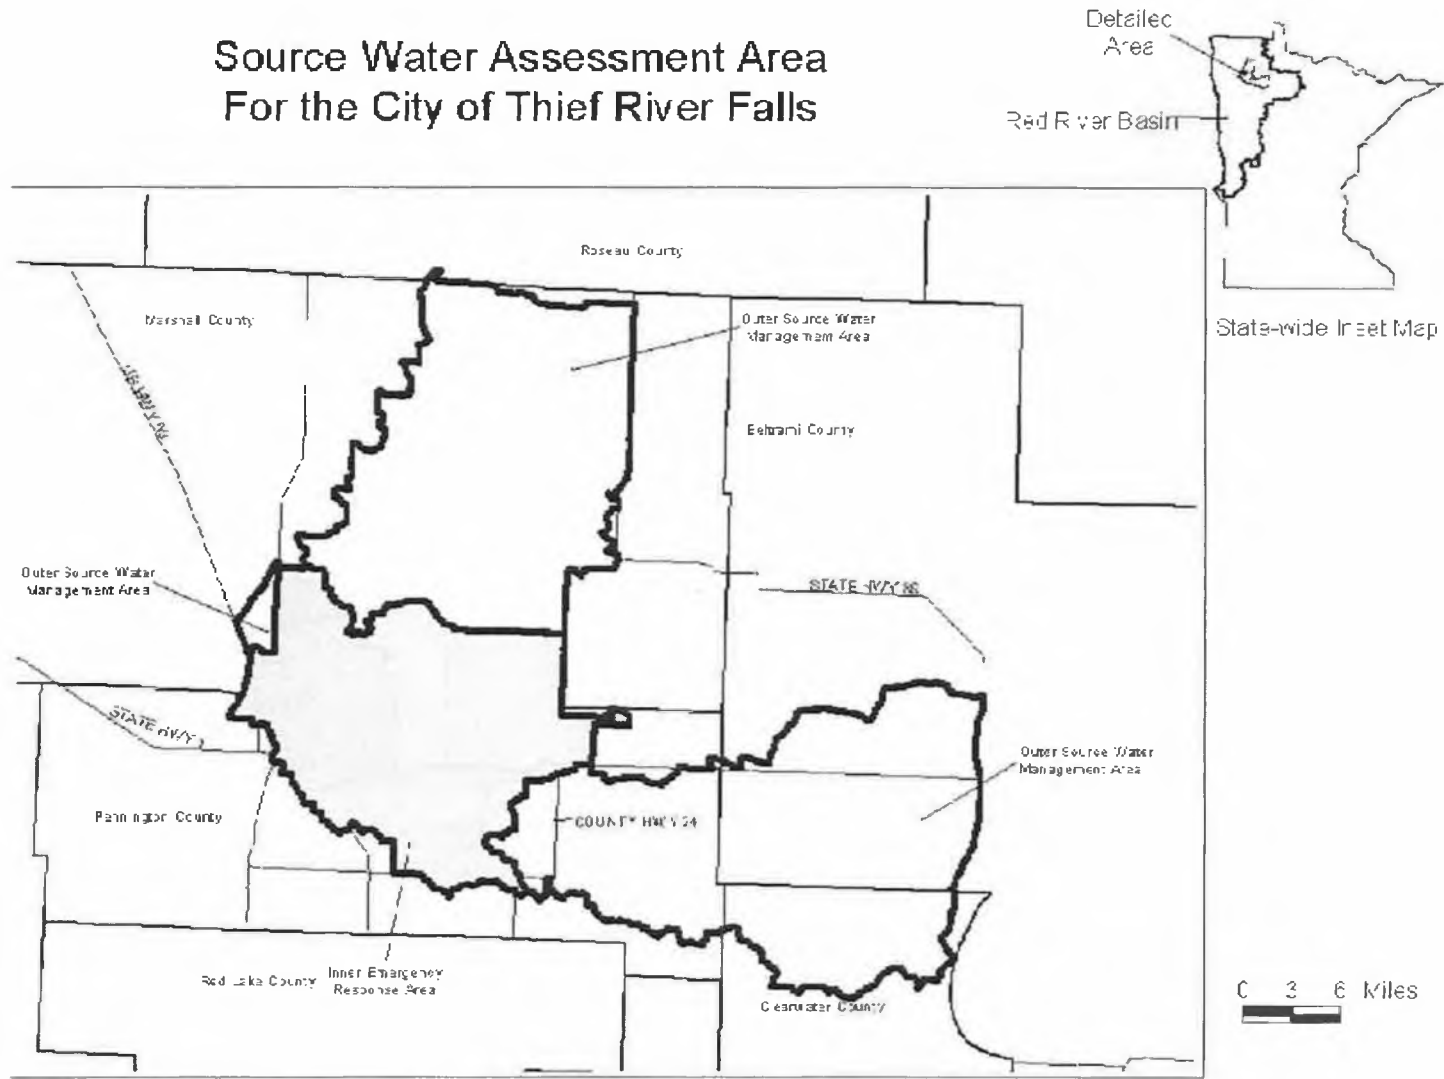 Source Water Assessment Area
For the City of Thief River Falls
Detailed
Area
Red River Basin
State-wide Inset Map
Roseau County
Marshall County
Outer Source Water
Management Area
Beltrami County
Outer Source Water
Management Area
STATE HWY
STATE HWY 1
Outer Source Water
Management Area
Pennington County
COUNTY HWY 24
Red Lake County
Inner Emergency
Response Area
Clearwater County
0 3 6 Miles